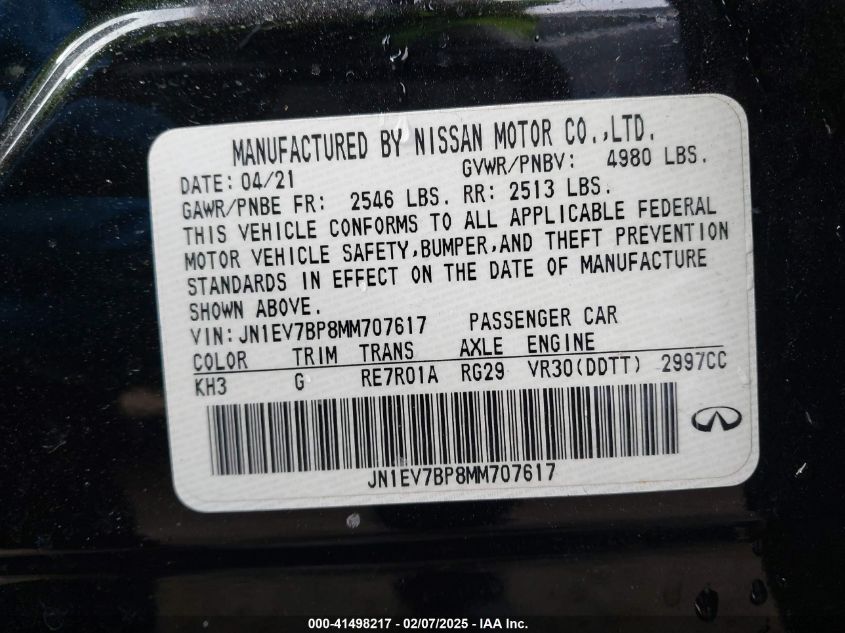 MANUFACTURED BY NISSAN MOTOR CO.,LTD.
DATE: 04/21 GVWR/PNBV: 4980 LBS.
GAWR/PNBE FR: 2546 LBS. RR: 2513 LBS.
THIS VEHICLE CONFORMS TO ALL APPLICABLE FEDERAL
MOTOR VEHICLE SAFETY,BUMPER,AND THEFT PREVENTION
STANDARDS IN EFFECT ON THE DATE OF MANUFACTURE
SHOWN ABOVE.
VIN:JN1EV7BP8MM707617 PASSENGER CAR
COLOR TRIM TRANS AXLE ENGINE
KH3 G RE7R01A RG29 VR30(DDTT) 2997CC
JN1EV7BP8MM707617
000-41498217 - 02/07/2025 - IAA Inc.